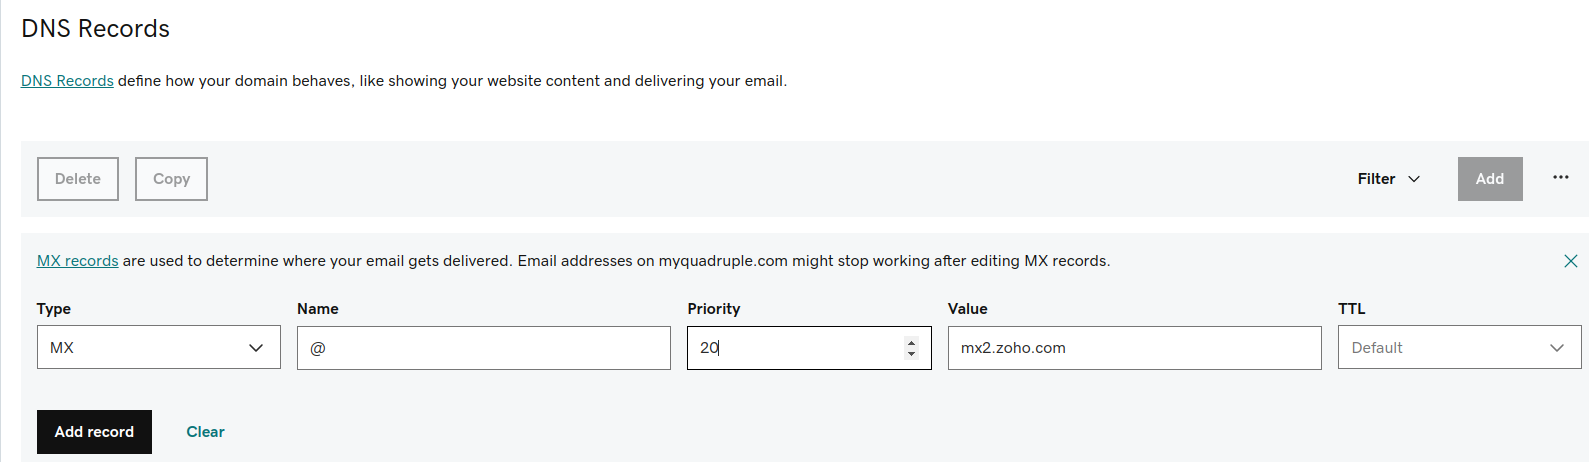 DNS Records
DNS Records define how your domain behaves, like showing your website content and delivering your email.
Delete Copy Filter Add
MX records are used to determine where your email gets delivered. Email addresses on myquadruple.com might stop working after editing MX records.
Type Name Priority Value TTL
MX @ 20 mx2.zoho.com Default
Add record Clear